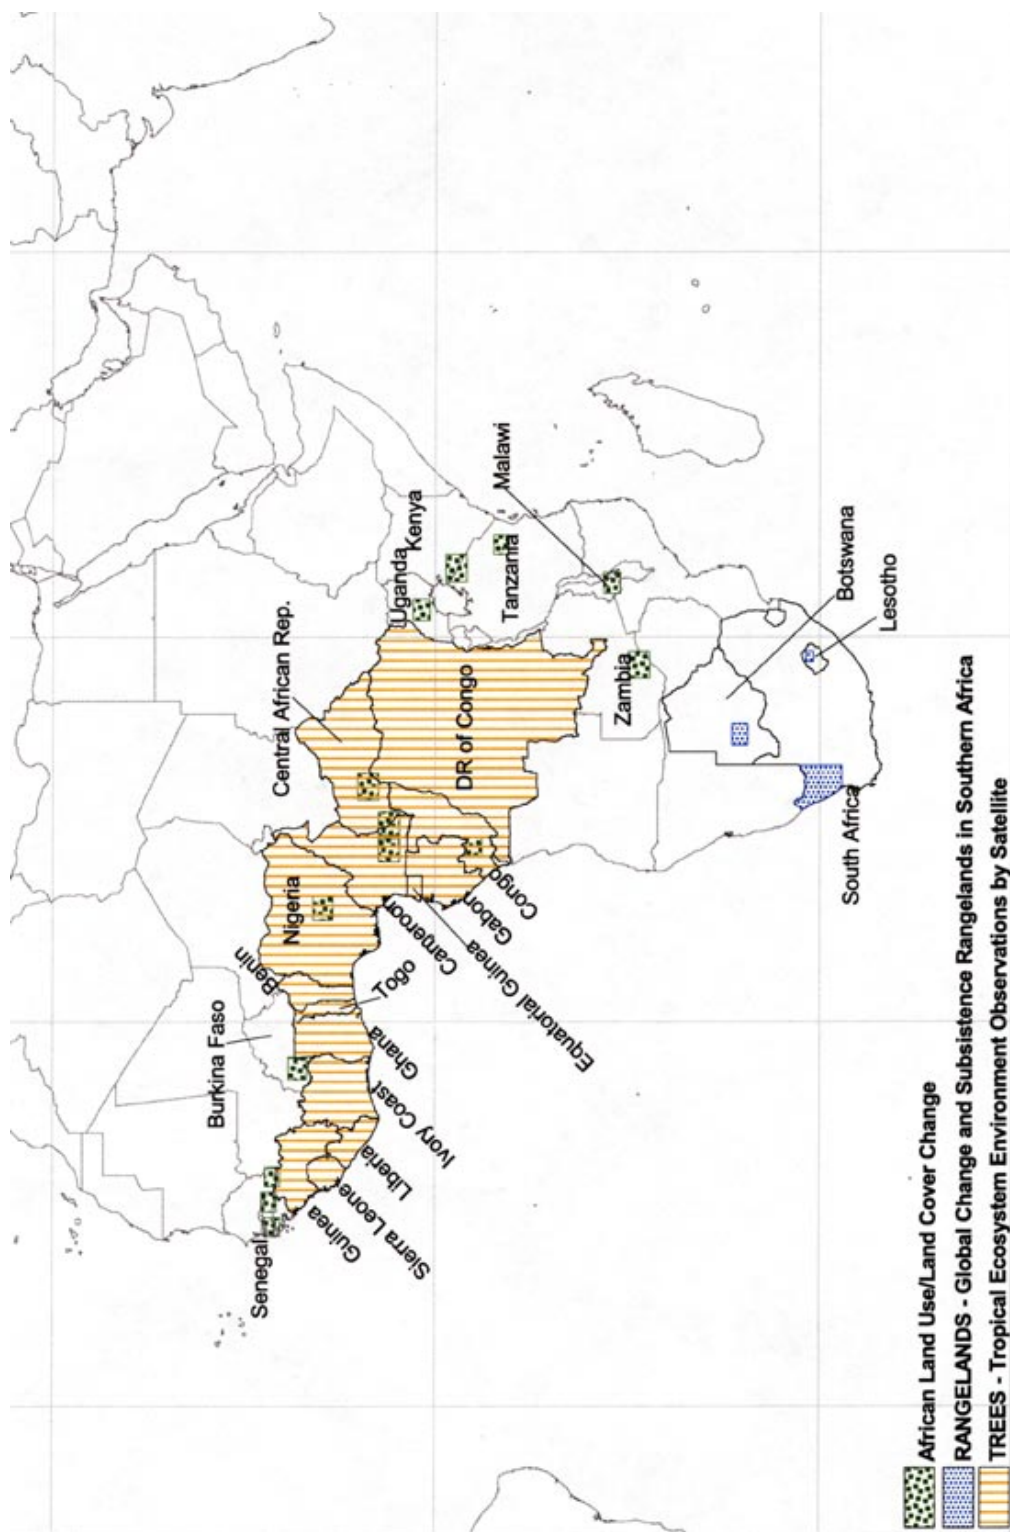 Senegal
Burkina Faso
Benin
Nigeria
Central African Rep.
Uganda
Kenya
Guinea
Sierra Leone
Liberia
Ivory Coast
Ghana
Togo
Cameroon
Equatorial Guinea
Gabon
Congo
DR of Congo
Tanzania
Malawi
Zambia
Botswana
Lesotho
South Africa
African Land Use/Land Cover Change
RANGELANDS - Global Change and Subsistence Rangelands in Southern Africa
TREES - Tropical Ecosystem Environment Observations by Satellite